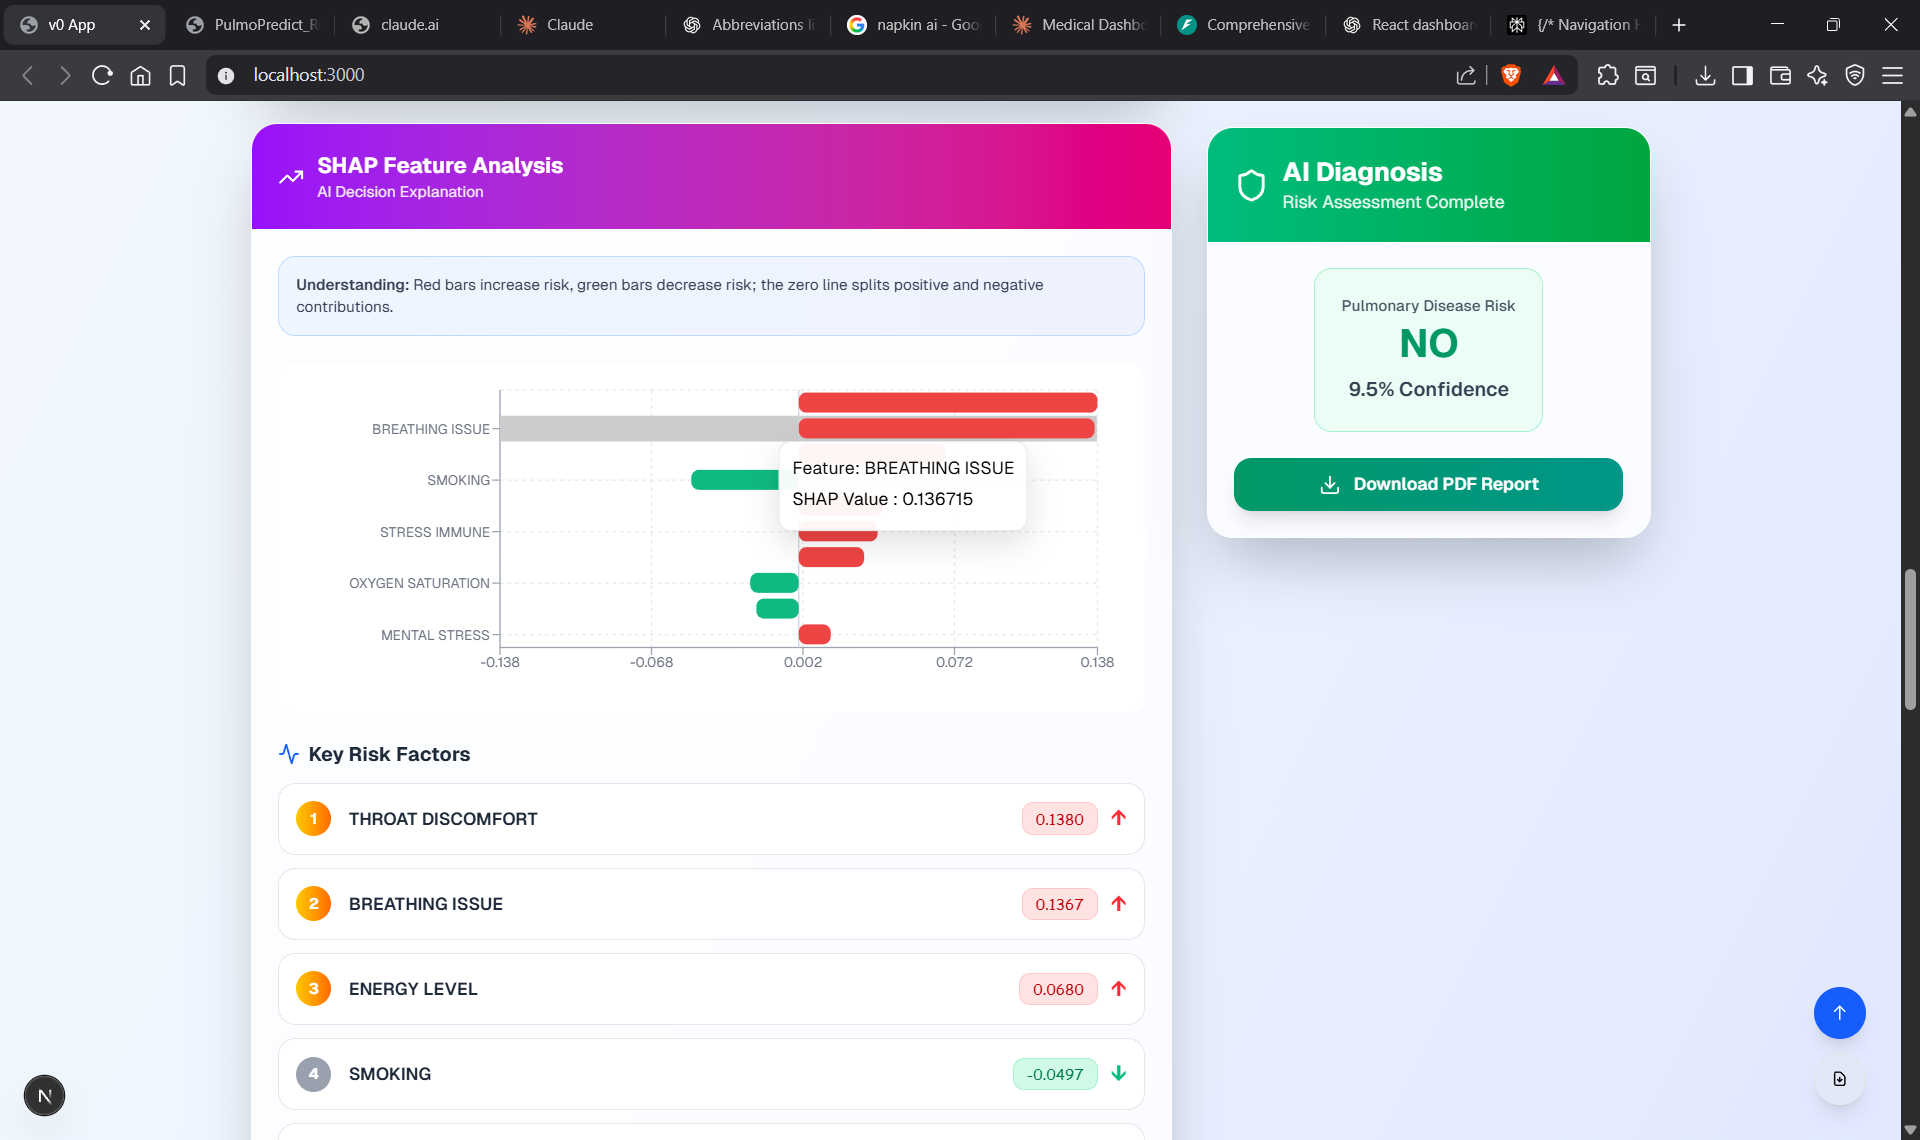 v0 App
PulmoPredict_R
claude.ai
Claude
Abbreviations li
napkin ai - Goo
Medical Dashbo
Comprehensive
React dashboar
{/* Navigation H
localhost:3000
SHAP Feature Analysis
AI Decision Explanation
Understanding: Red bars increase risk, green bars decrease risk; the zero line splits positive and negative
contributions.
BREATHING ISSUE
SMOKING
STRESS IMMUNE
OXYGEN SATURATION
MENTAL STRESS
Feature: BREATHING ISSUE
SHAP Value : 0.136715
-0.138
-0.068
0.002
0.072
0.138
Key Risk Factors
1
THROAT DISCOMFORT
0.1380
2
BREATHING ISSUE
0.1367
3
ENERGY LEVEL
0.0680
4
SMOKING
-0.0497
AI Diagnosis
Risk Assessment Complete
Pulmonary Disease Risk
NO
9.5% Confidence
Download PDF Report
N